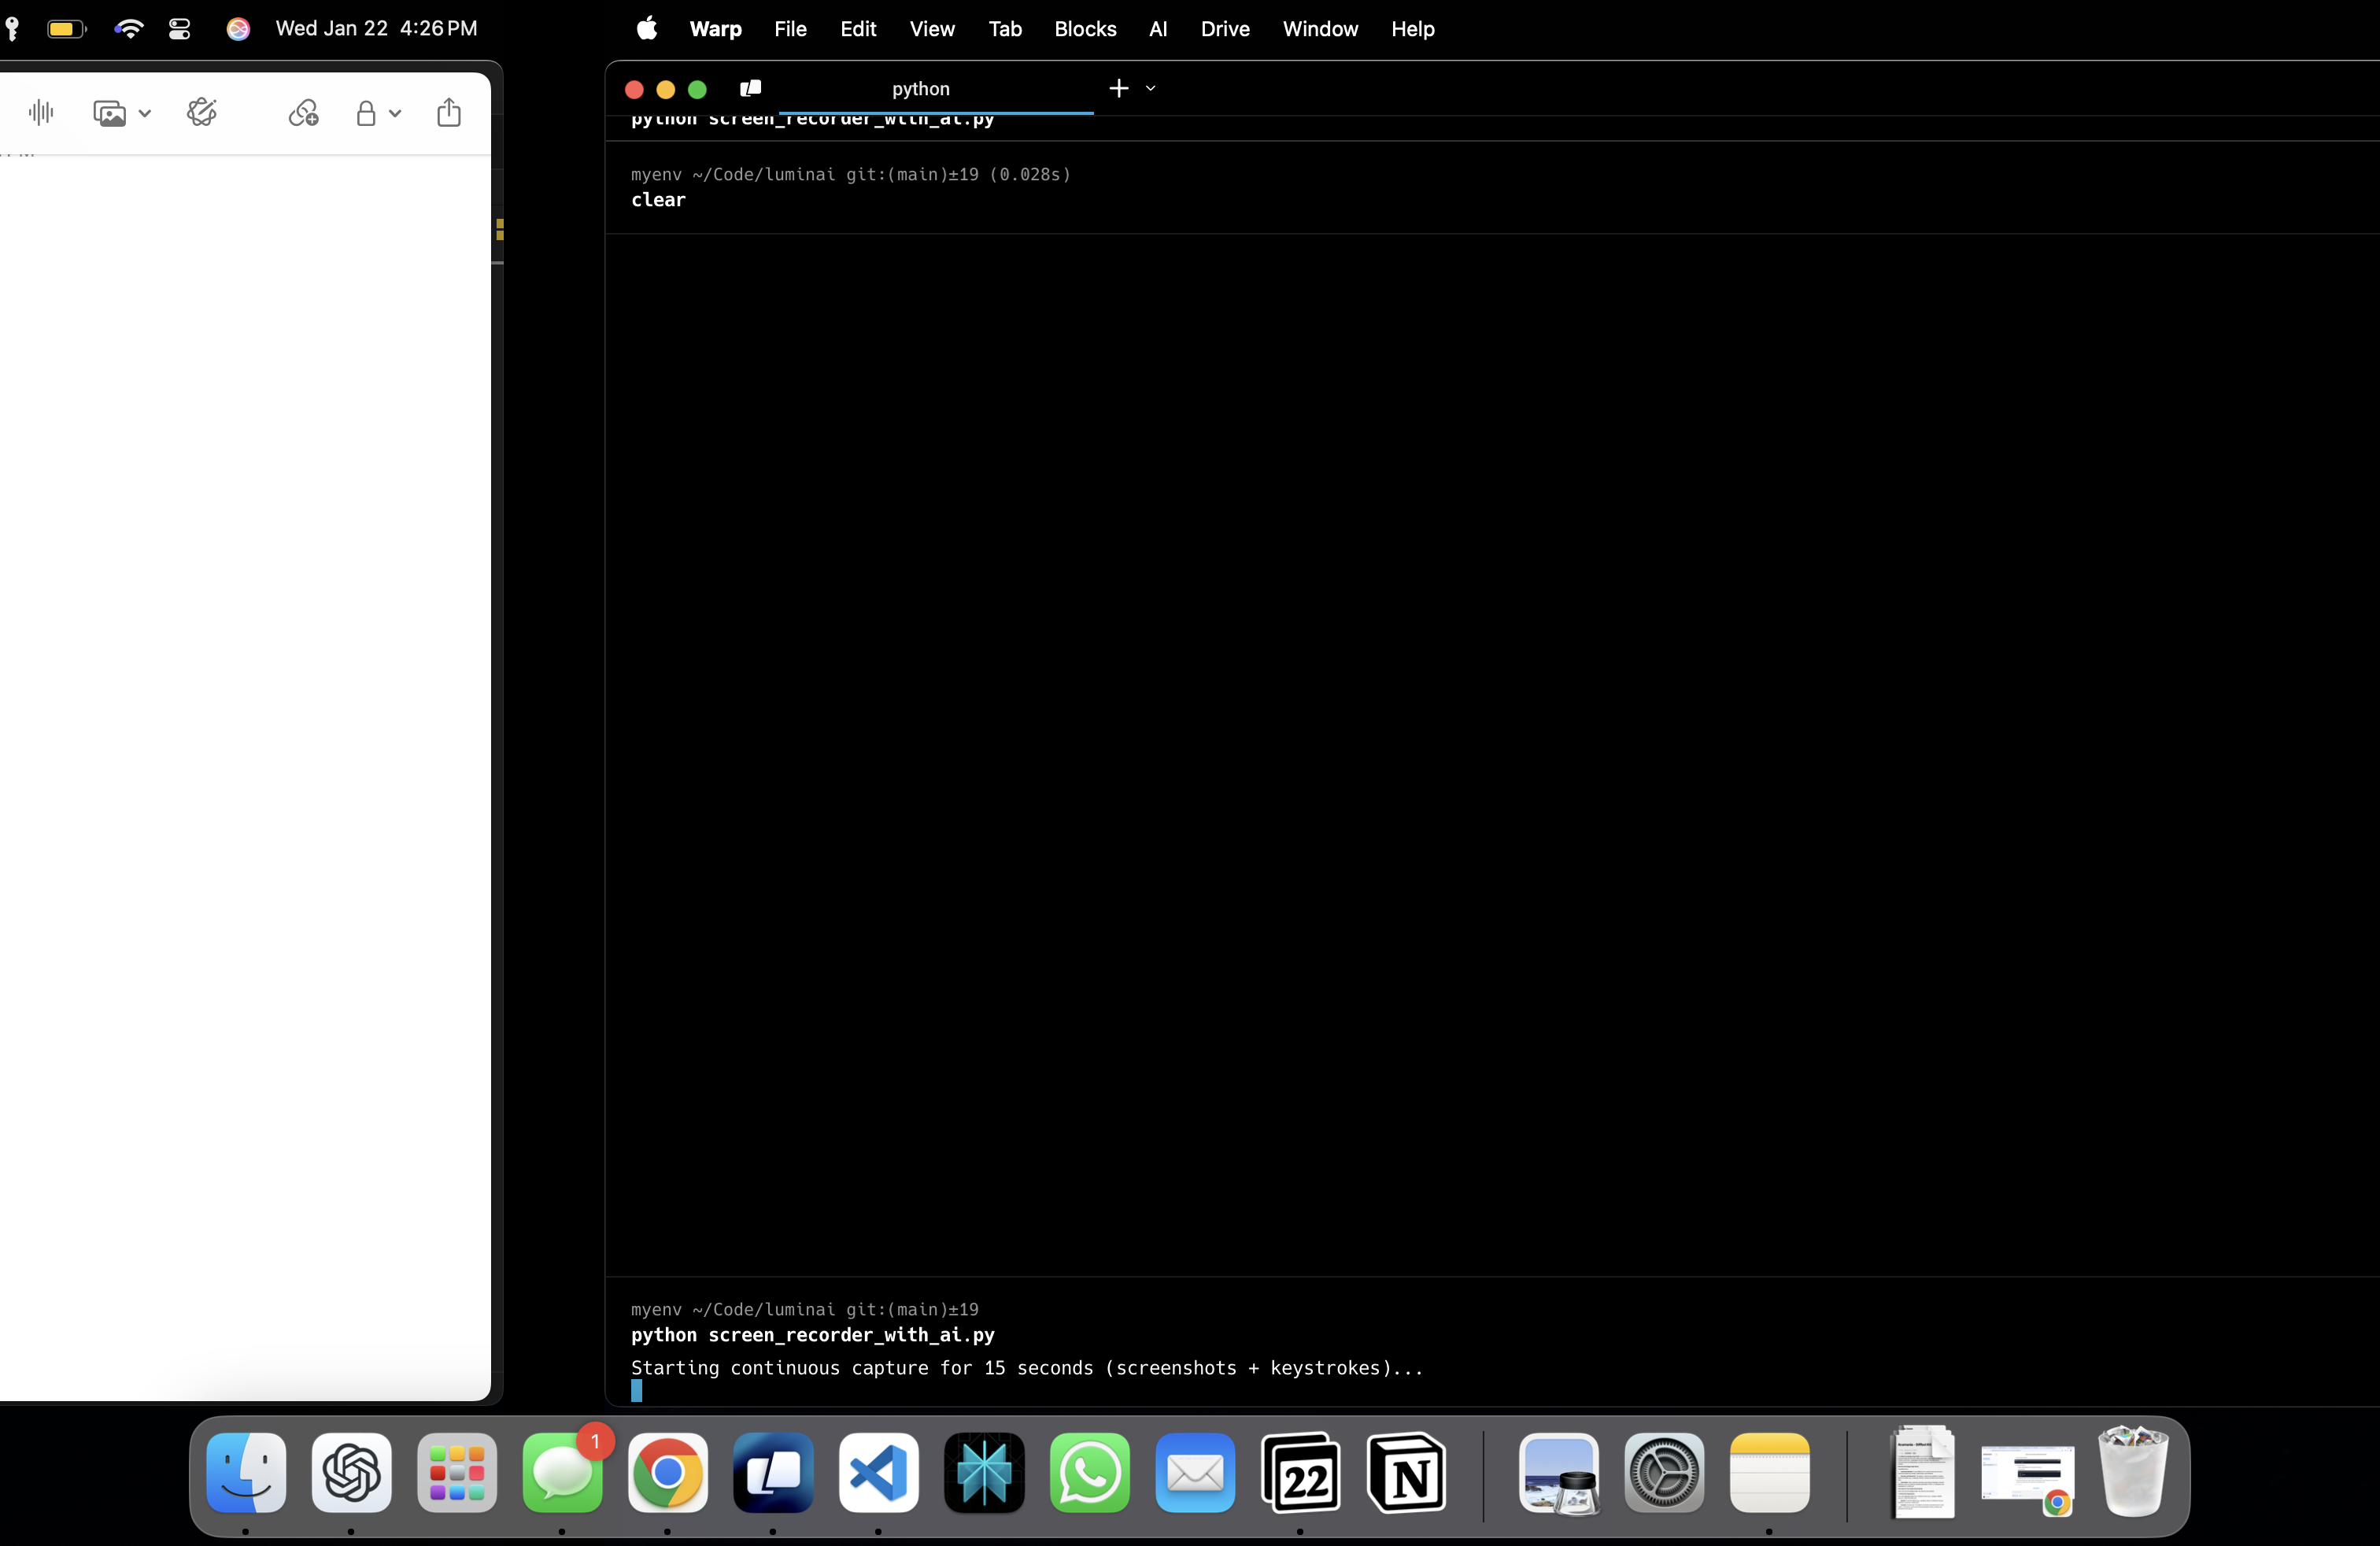 Wed Jan 22 4:26 PM
Warp File Edit View Tab Blocks AI Drive Window Help
python
python screen_recorder_with_ai.py
myenv ~/Code/luminai git:(main)±19 (0.028s)
clear
myenv ~/Code/luminai git:(main)±19
python screen_recorder_with_ai.py
Starting continuous capture for 15 seconds (screenshots + keystrokes)...
1
22
N